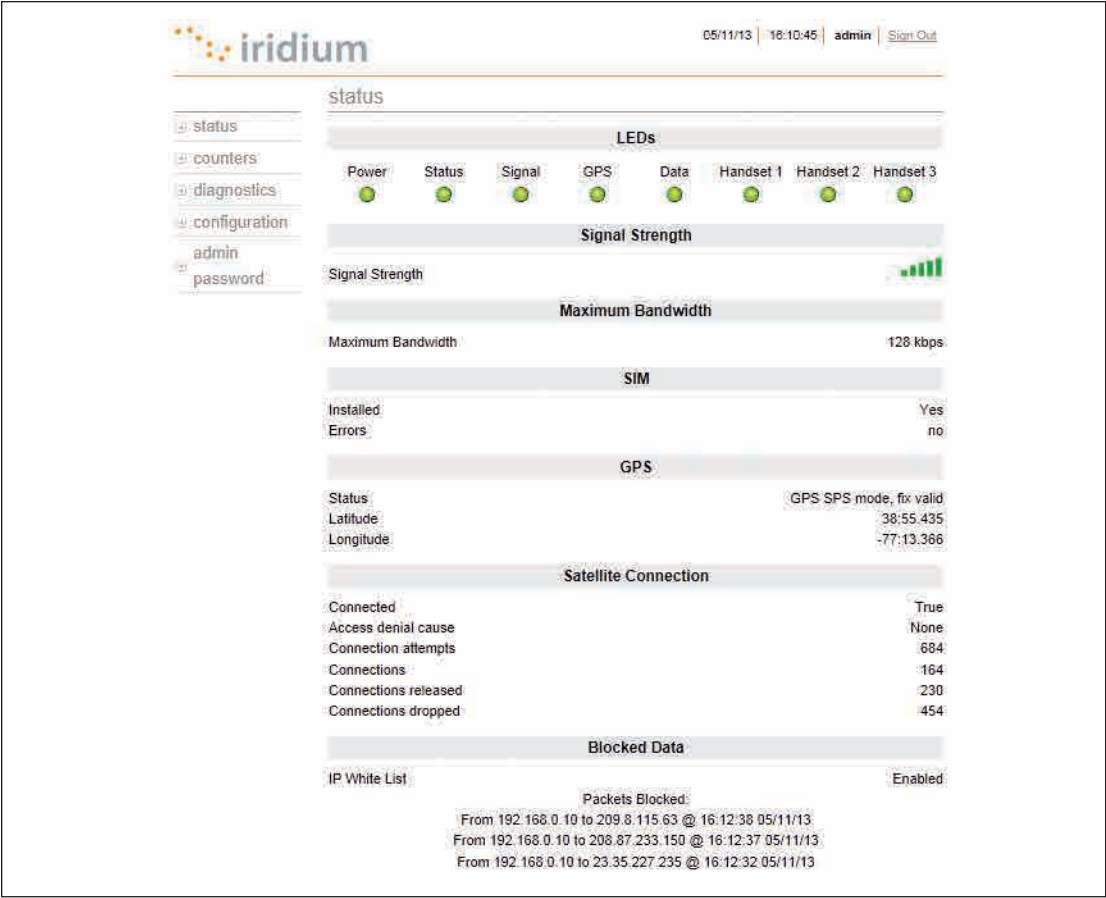 iridium
05/11/13 16:10:45 admin Sign Out
status
status
counters
diagnostics
configuration
admin
password
LEDs
Power Status Signal GPS Data Handset 1 Handset 2 Handset 3
Signal Strength
Signal Strength
Maximum Bandwidth
Maximum Bandwidth 128 kbps
SIM
Installed Yes
Errors no
GPS
Status GPS SPS mode, fix valid
Latitude 38:55.435
Longitude -77:13.366
Satellite Connection
Connected True
Access denial cause None
Connection attempts 684
Connections 164
Connections released 230
Connections dropped 454
Blocked Data
IP White List Enabled
Packets Blocked:
From 192.168.0.10 to 209.8.115.63 @ 16:12:38 05/11/13
From 192.168.0.10 to 208.87.233.150 @ 16:12:37 05/11/13
From 192.168.0.10 to 23.35.227.235 @ 16:12:32 05/11/13